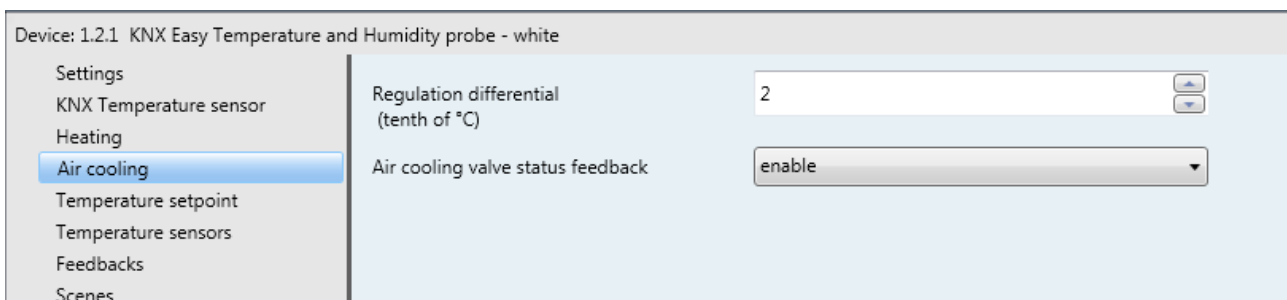 Device: 1.2.1 KNX Easy Temperature and Humidity probe - white
Settings
KNX Temperature sensor
Heating
Air cooling
Temperature setpoint
Temperature sensors
Feedbacks
Scenes
Regulation differential
(tenth of °C)
2
Air cooling valve status feedback
enable